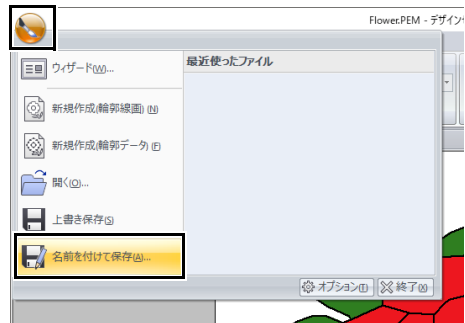 Flower.PEM - デザイン
ウィザード(W)...
最近使ったファイル
新規作成(輪郭線画) (N)
新規作成(輪郭データ) (F)
開く(O)...
上書き保存(S)
名前を付けて保存(A)...
オプション(T)
終了(X)